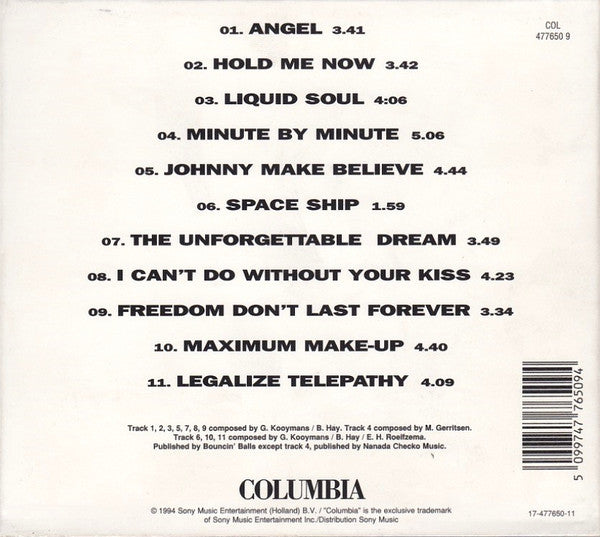 COL
477650 9
01. ANGEL 3.41
02. HOLD ME NOW 3.42
03. LIQUID SOUL 4:06
04. MINUTE BY MINUTE 5.06
05. JOHNNY MAKE BELIEVE 4.44
06. SPACE SHIP 1.59
07. THE UNFORGETTABLE DREAM 3.49
08. I CAN'T DO WITHOUT YOUR KISS 4.23
09. FREEDOM DON'T LAST FOREVER 3.34
10. MAXIMUM MAKE-UP 4.40
11. LEGALIZE TELEPATHY 4.09
Track 1, 2, 3, 5, 7, 8, 9 composed by G. Kooymans / B. Hay. Track 4 composed by M. Gerritsen.
Track 6, 10, 11 composed by G. Kooymans / B. Hay / E. H. Roelfzema.
Published by Bouncin' Balls except track 4, published by Nanada Checko Music.
5 099747 765094
COLUMBIA
© 1994 Sony Music Entertainment (Holland) B.V. / "Columbia" is the exclusive trademark
of Sony Music Entertainment Inc./Distribution Sony Music
17-477650-11